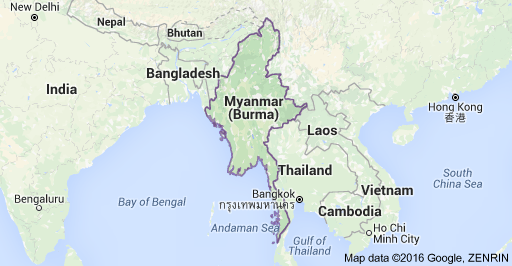 New Delhi
Nepal
Bhutan
Bangladesh
India
Myanmar
(Burma)
Hong Kong
香港
Laos
Thailand
Bengaluru
Bay of Bengal
Bangkok
กรุงเทพมหานคร
Vietnam
South
China Sea
Cambodia
Andaman Sea
Ho Chi
Minh City
Gulf of
Thailand
Map data ©2016 Google, ZENRIN